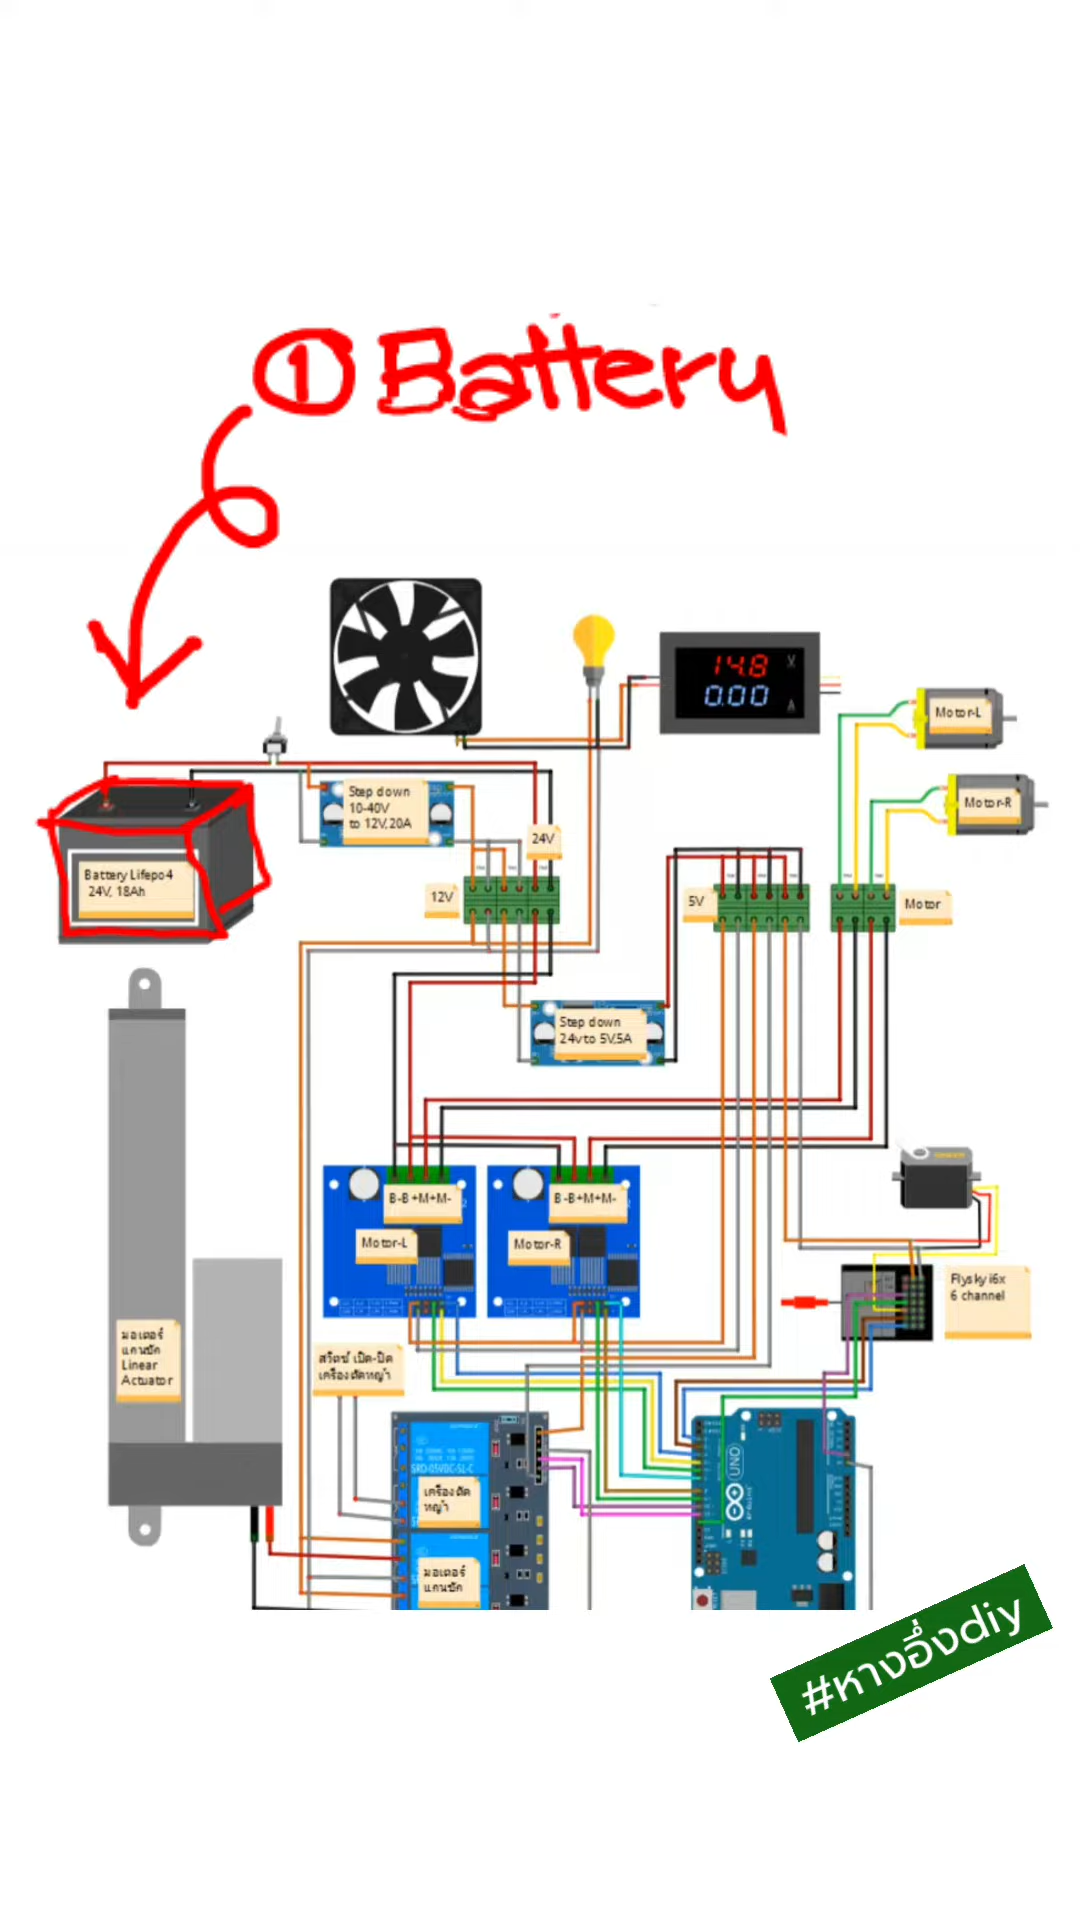 ① Battery
14.8 V
0.00 A
Motor-L
Motor-R
Step down
10-40V
to 12V,20A
24V
Battery Lifepo4
24V, 18Ah
12V
5V
Motor
Step down
24v to 5V,5A
B-B+M+M-
B-B+M+M-
Motor-L
Motor-R
Flysky i6x
6 channel
มอเตอร์
แกนชัก
Linear
Actuator
สวิตช์ เปิด-ปิด
เครื่องตัดหญ้า
SRD-05VDC-SL-C
เครื่องตัด
หญ้า
มอเตอร์
แกนชัก
UNO
#หางอึ่งdiy